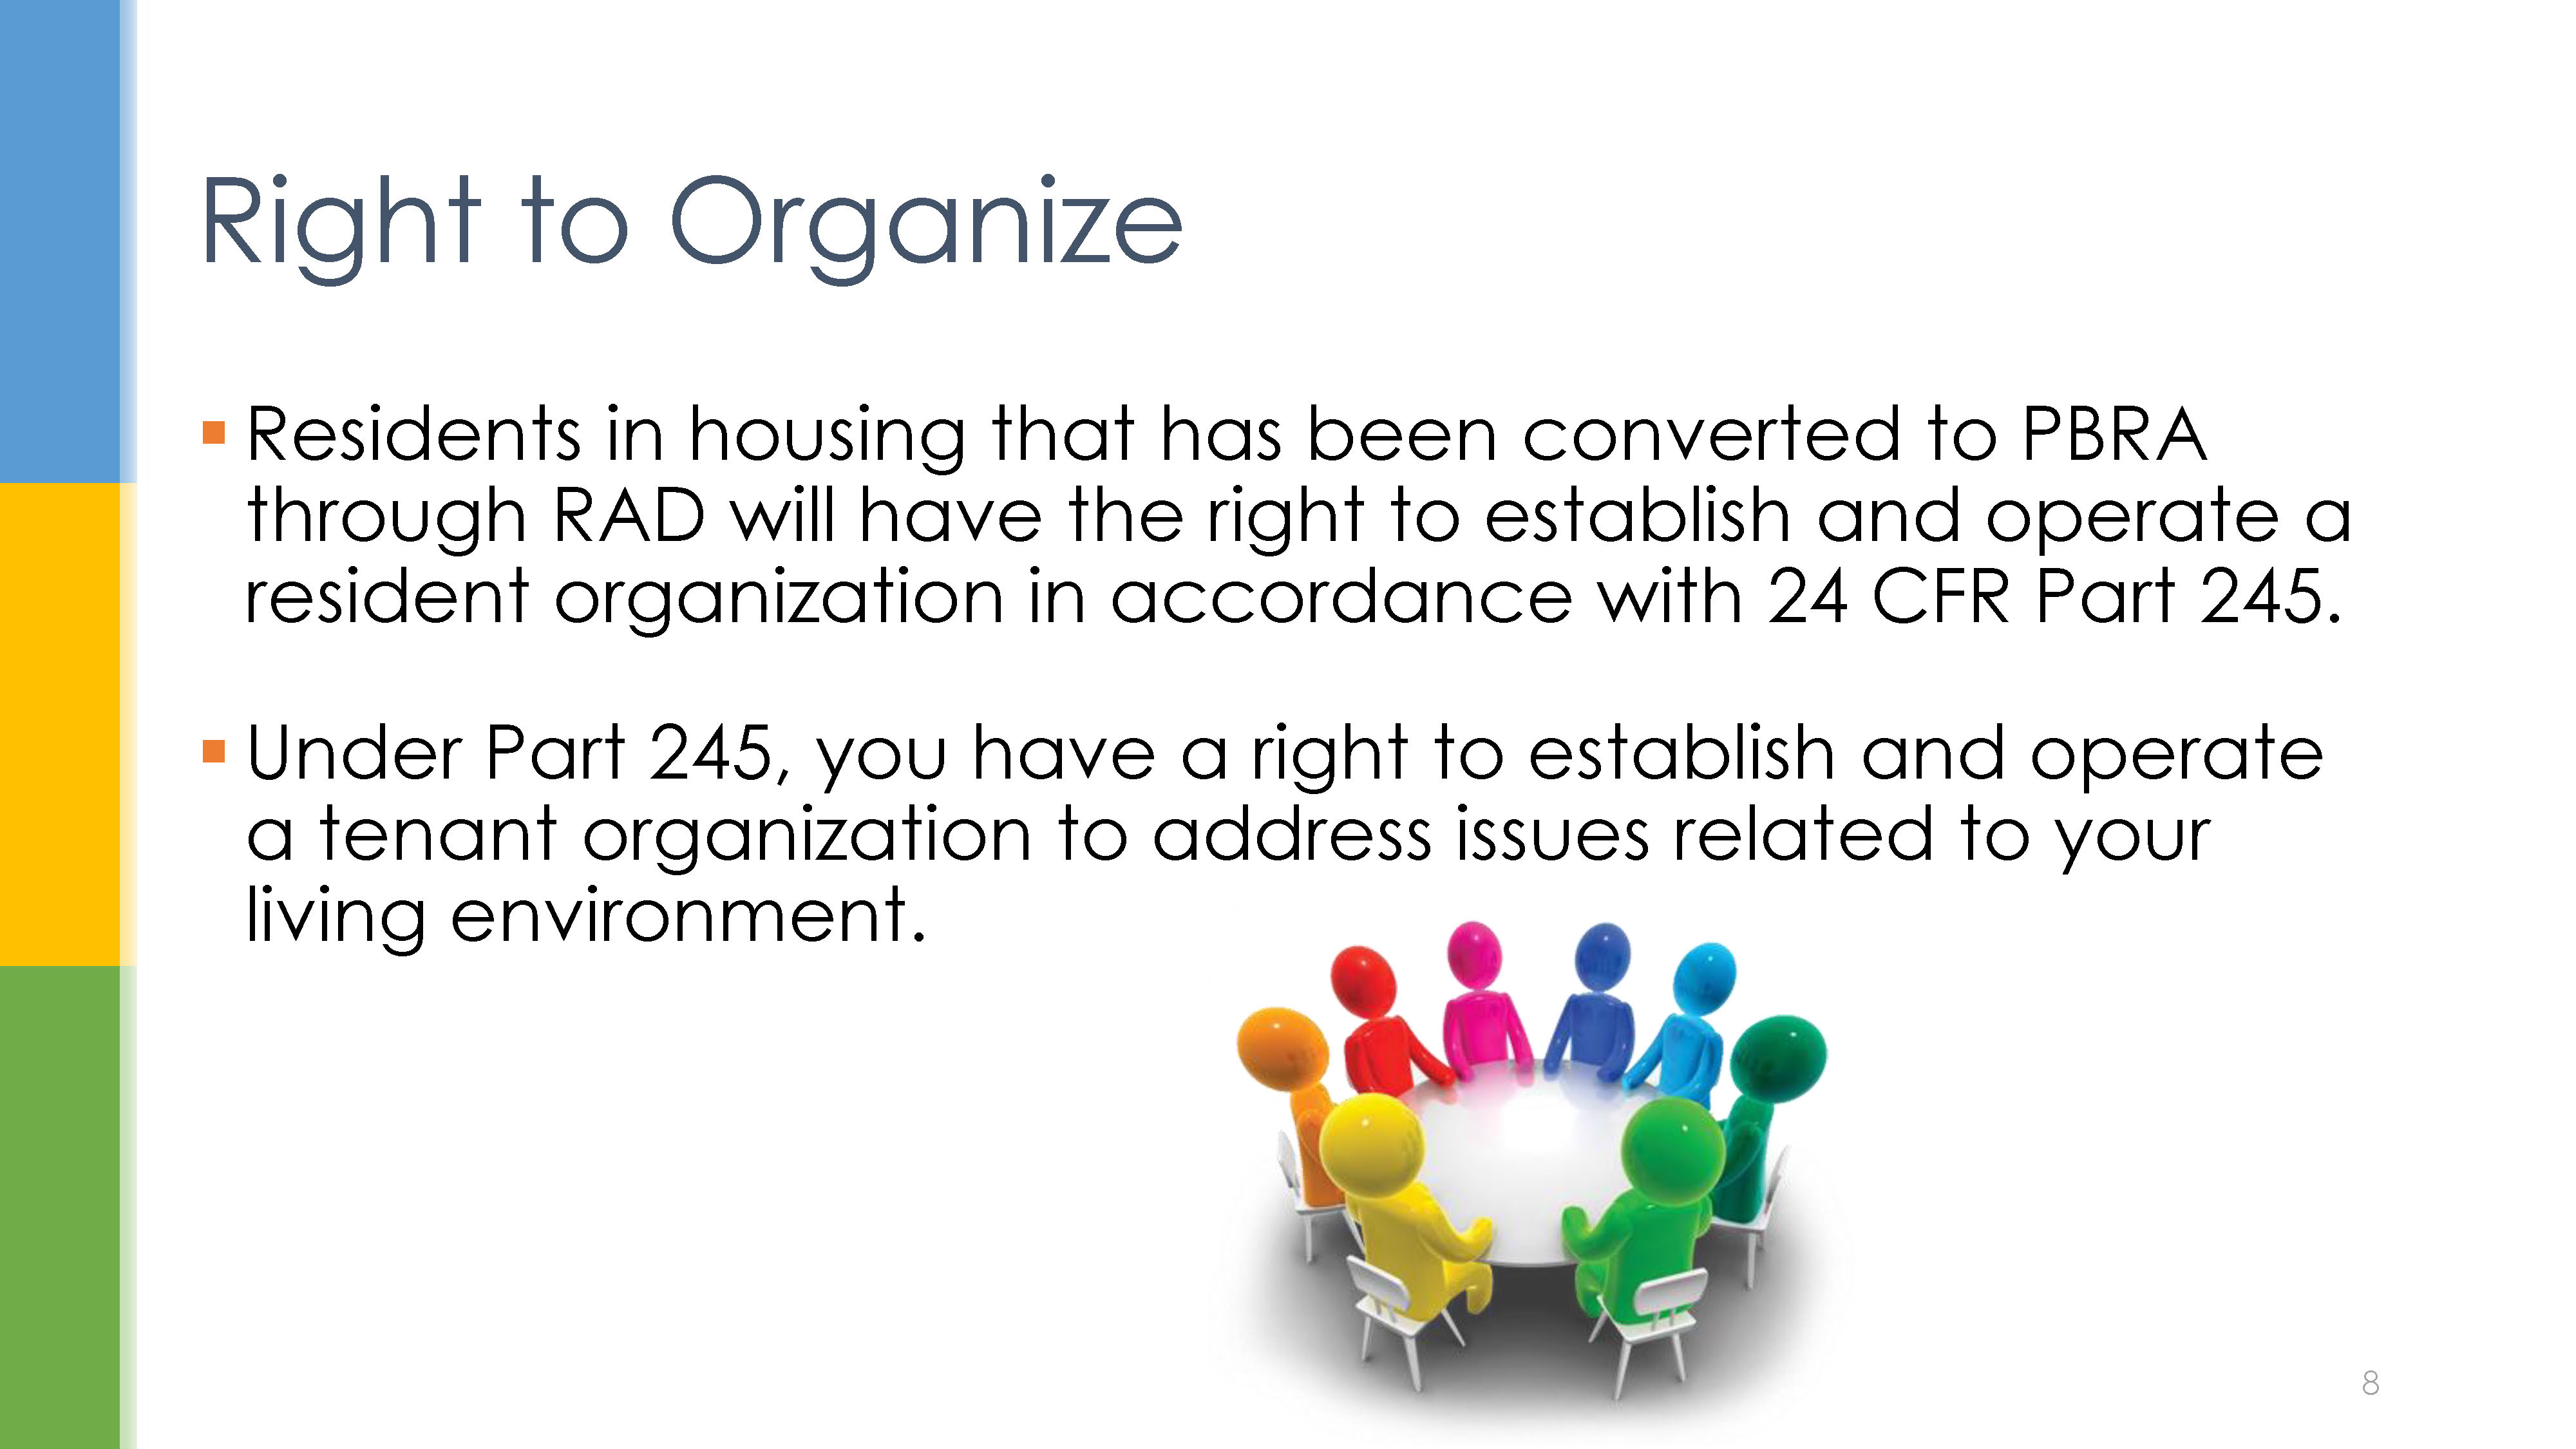 Right to Organize
▪ Residents in housing that has been converted to PBRA
through RAD will have the right to establish and operate a
resident organization in accordance with 24 CFR Part 245.
▪ Under Part 245, you have a right to establish and operate
a tenant organization to address issues related to your
living environment.
8